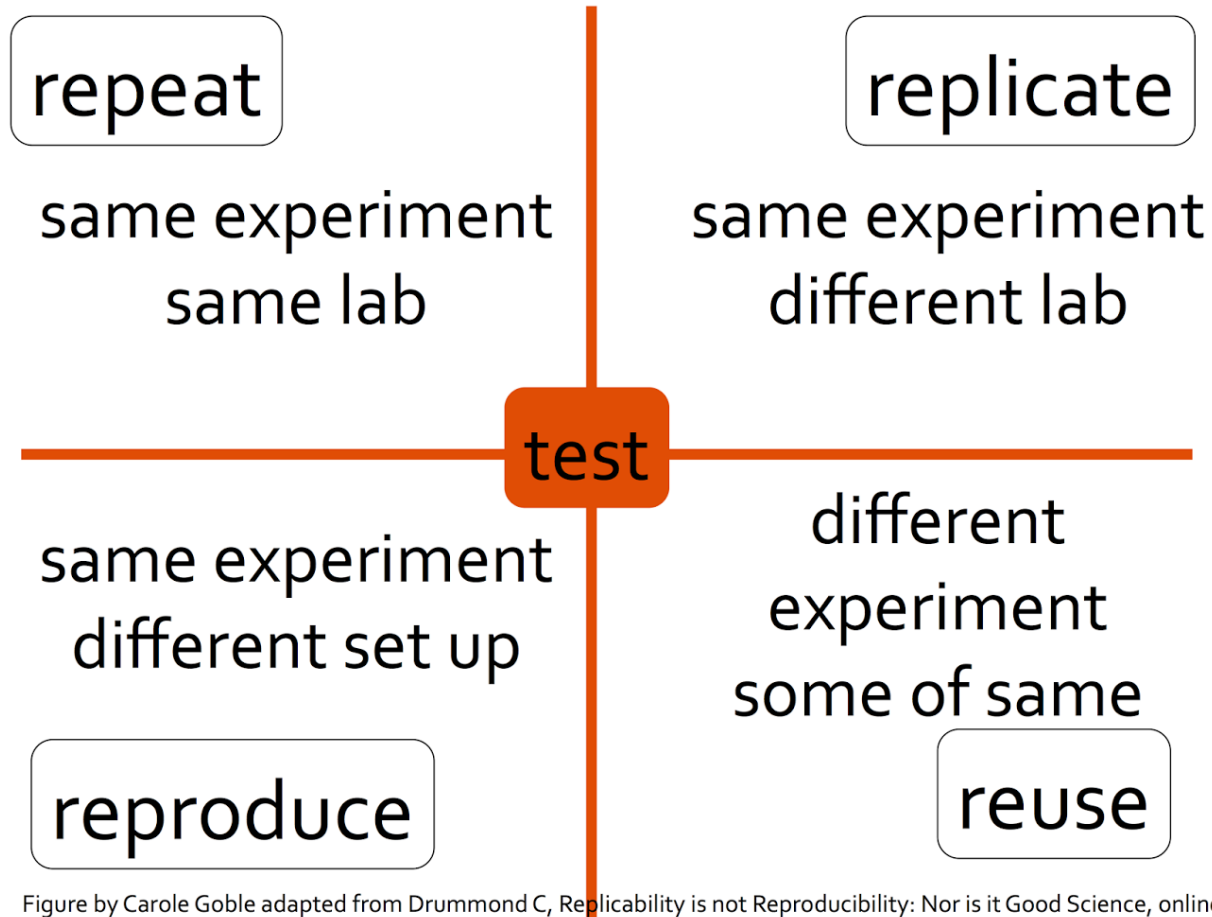 repeat
same experiment
same lab
replicate
same experiment
different lab
test
same experiment
different set up
reproduce
different
experiment
some of same
reuse
Figure by Carole Goble adapted from Drummond C, Replicability is not Reproducibility: Nor is it Good Science, online